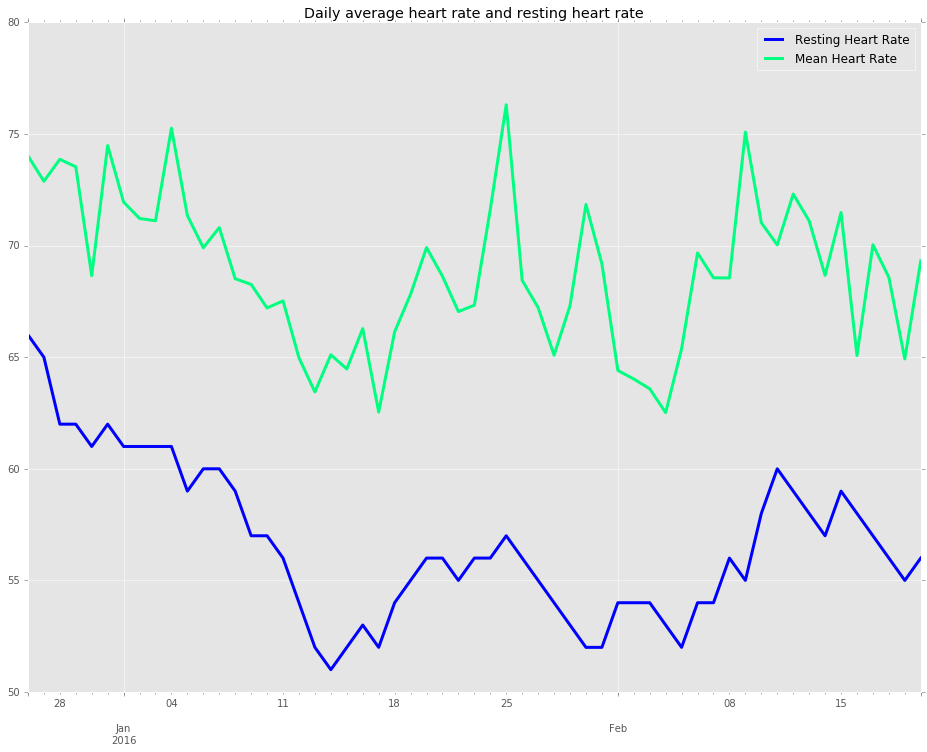 Daily average heart rate and resting heart rate
Resting Heart Rate
Mean Heart Rate
80
75
70
65
60
55
50
28 04 11 18 25 08 15
Jan Feb
2016